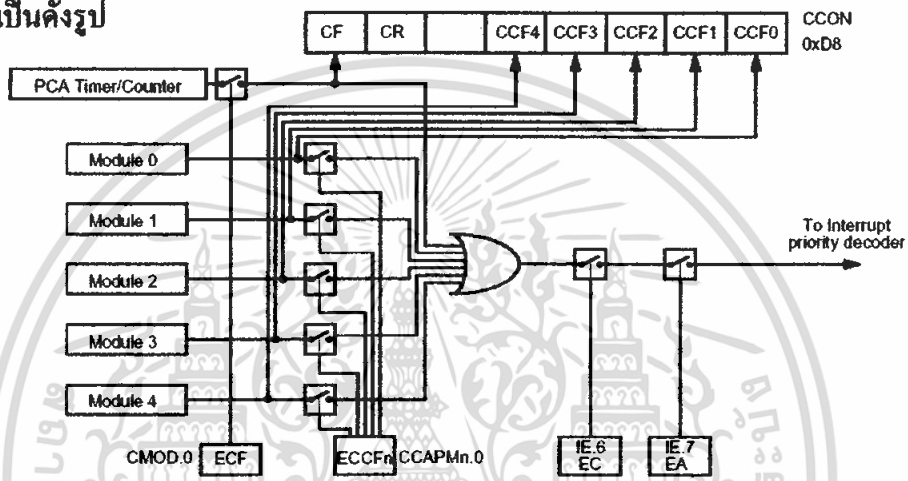 เป็นดังรูป
CF CR CCF4 CCF3 CCF2 CCF1 CCF0 CCON
0xD8
PCA Timer/Counter
Module 0
Module 1
Module 2
Module 3
Module 4
To Interrupt
priority decoder
CMOD.0 ECF ECCFn CCAPMn.0
IE.6
EC
IE.7
EA